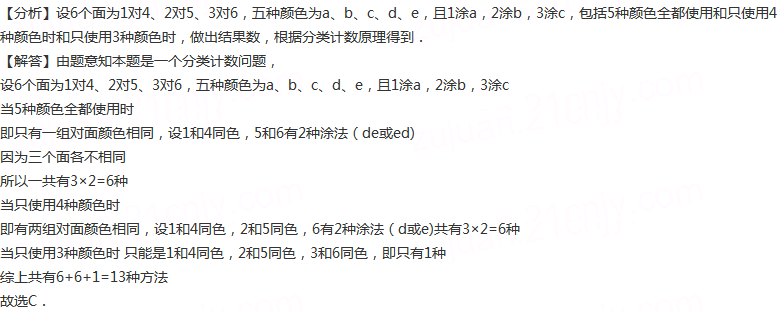 【分析】设6个面为1对4、2对5、3对6，五种颜色为a、b、c、d、e，且1涂a，2涂b，3涂c，包括5种颜色全都使用和只使用4
种颜色时和只使用3种颜色时，做出结果数，根据分类计数原理得到．
【解答】由题意知本题是一个分类计数问题，
设6个面为1对4、2对5、3对6，五种颜色为a、b、c、d、e，且1涂a，2涂b，3涂c
当5种颜色全都使用时
即只有一组对面颜色相同，设1和4同色，5和6有2种涂法（de或ed)
因为三个面各不相同
所以一共有3×2=6种
当只使用4种颜色时
即有两组对面颜色相同，设1和4同色，2和5同色，6有2种涂法（d或e)共有3×2=6种
当只使用3种颜色时 只能是1和4同色，2和5同色，3和6同色，即只有1种
综上共有6+6+1=13种方法
故选C．